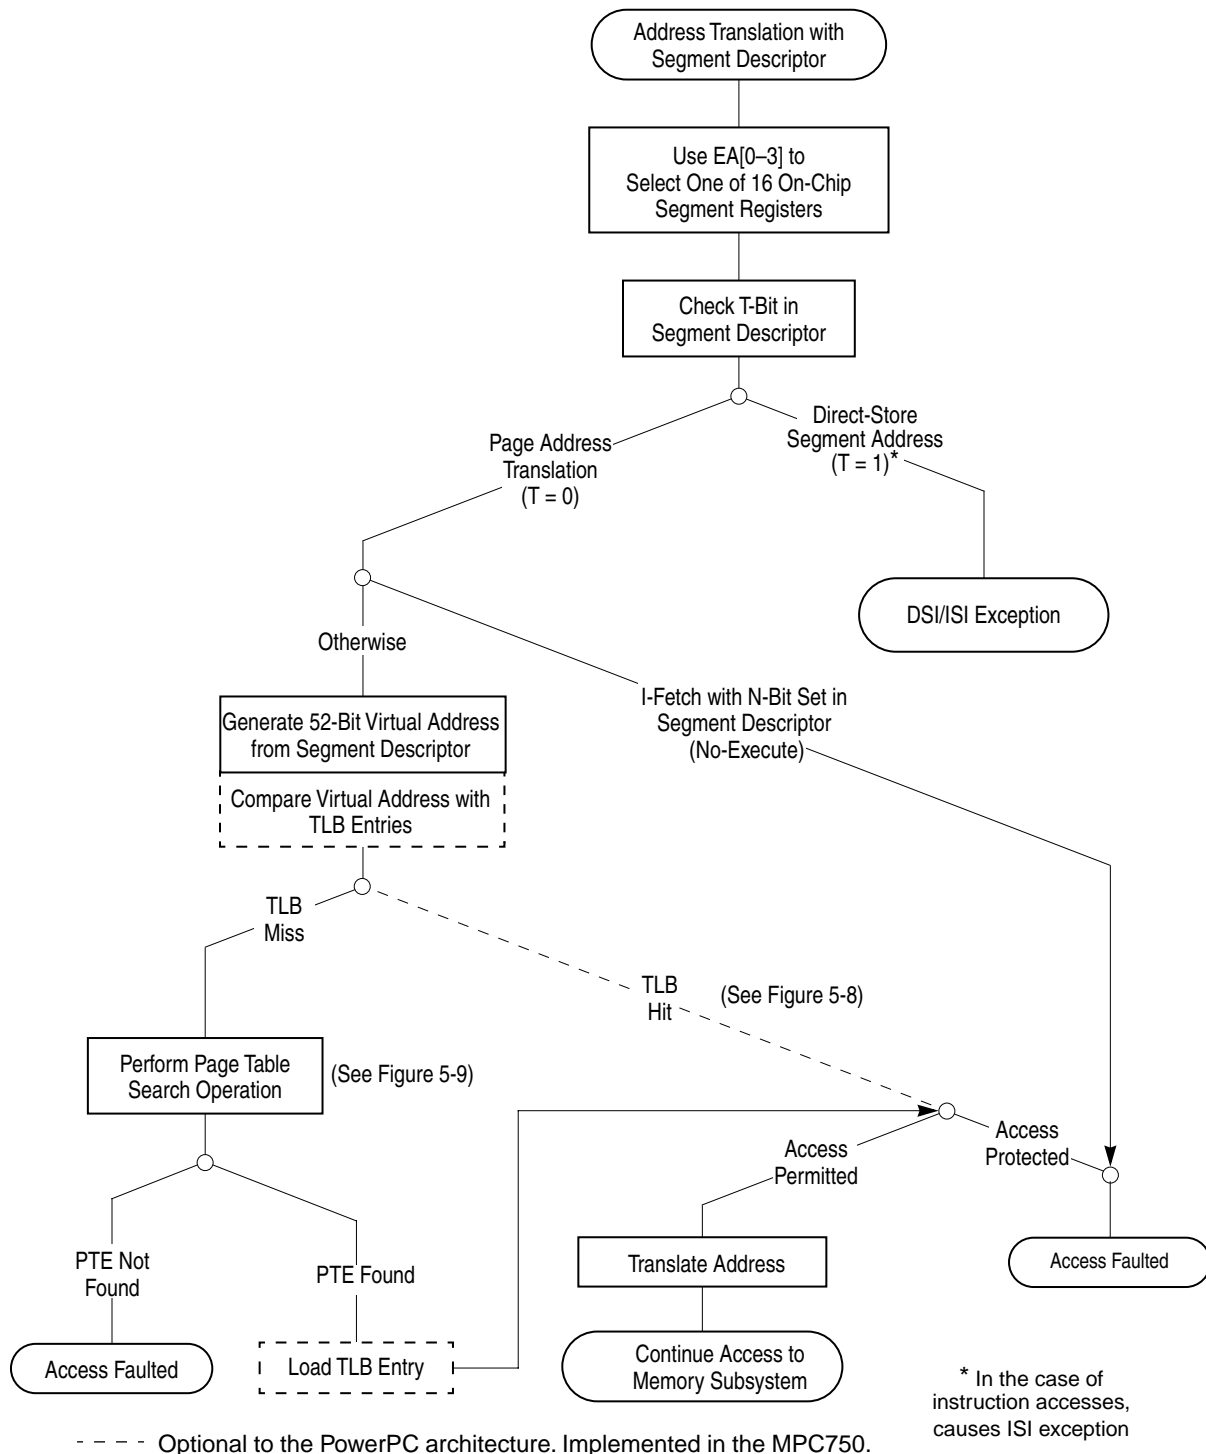 Address Translation with
Segment Descriptor
Use EA[0–3] to
Select One of 16 On-Chip
Segment Registers
Check T-Bit in
Segment Descriptor
Page Address
Translation
(T = 0)
Direct-Store
Segment Address
(T = 1)*
DSI/ISI Exception
Otherwise
I-Fetch with N-Bit Set in
Segment Descriptor
(No-Execute)
Generate 52-Bit Virtual Address
from Segment Descriptor
Compare Virtual Address with
TLB Entries
TLB
Miss
TLB
Hit
(See Figure 5-8)
Perform Page Table
Search Operation
(See Figure 5-9)
Access
Permitted
Access
Protected
PTE Not
Found
PTE Found
Translate Address
Access Faulted
Access Faulted
Load TLB Entry
Continue Access to
Memory Subsystem
* In the case of
instruction accesses,
causes ISI exception
- - - - Optional to the PowerPC architecture. Implemented in the MPC750.